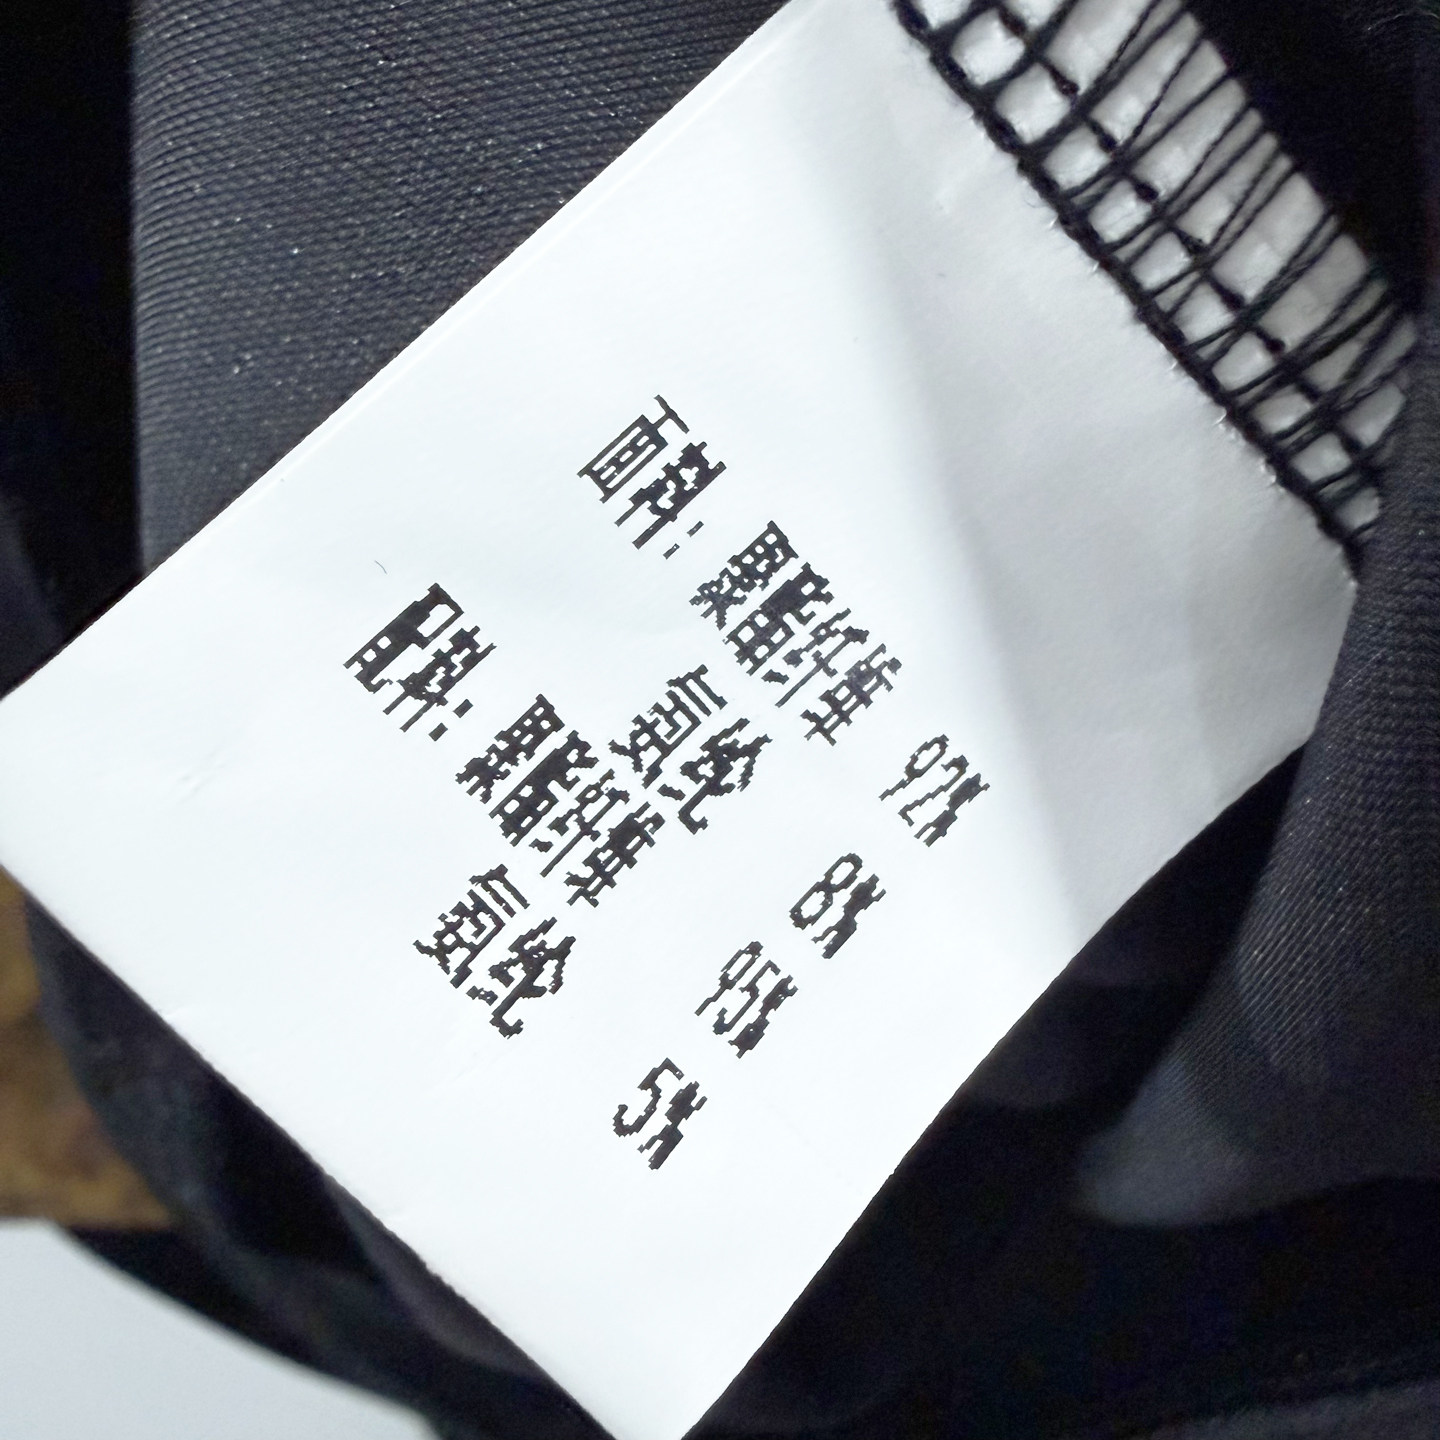 面料: 聚酯纤维 92%
氨纶 8%
配料: 聚酯纤维 95%
氨纶 5%